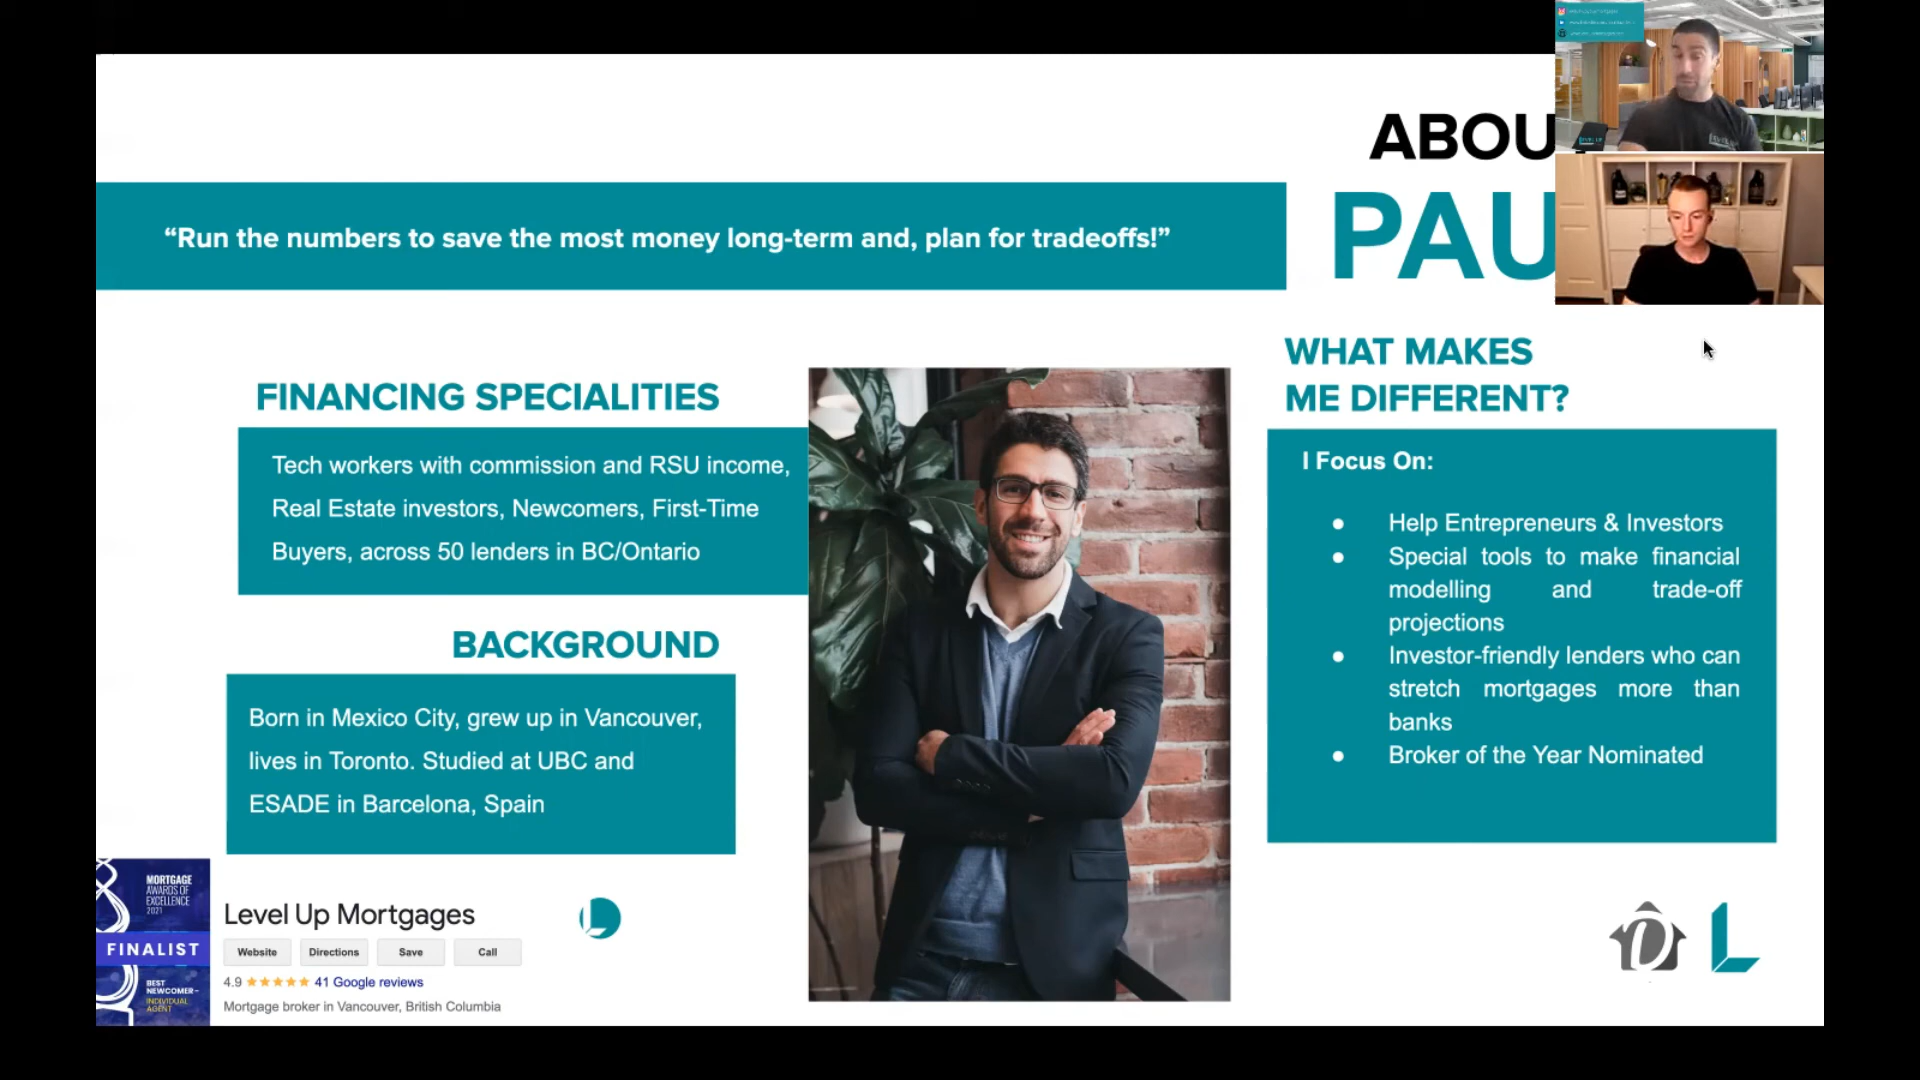 ABOU
“Run the numbers to save the most money long-term and, plan for tradeoffs!”
PAU
FINANCING SPECIALITIES
Tech workers with commission and RSU income,
Real Estate investors, Newcomers, First-Time
Buyers, across 50 lenders in BC/Ontario
BACKGROUND
Born in Mexico City, grew up in Vancouver,
lives in Toronto. Studied at UBC and
ESADE in Barcelona, Spain
WHAT MAKES
ME DIFFERENT?
I Focus On:
● Help Entrepreneurs & Investors
● Special tools to make financial
modelling and trade-off
projections
● Investor-friendly lenders who can
stretch mortgages more than
banks
● Broker of the Year Nominated
MORTGAGE
AWARDS OF
EXCELLENCE
2021
FINALIST
BEST
NEWCOMER –
INDIVIDUAL
AGENT
Level Up Mortgages
Website
Directions
Save
Call
4.9 ★★★★★ 41 Google reviews
Mortgage broker in Vancouver, British Columbia